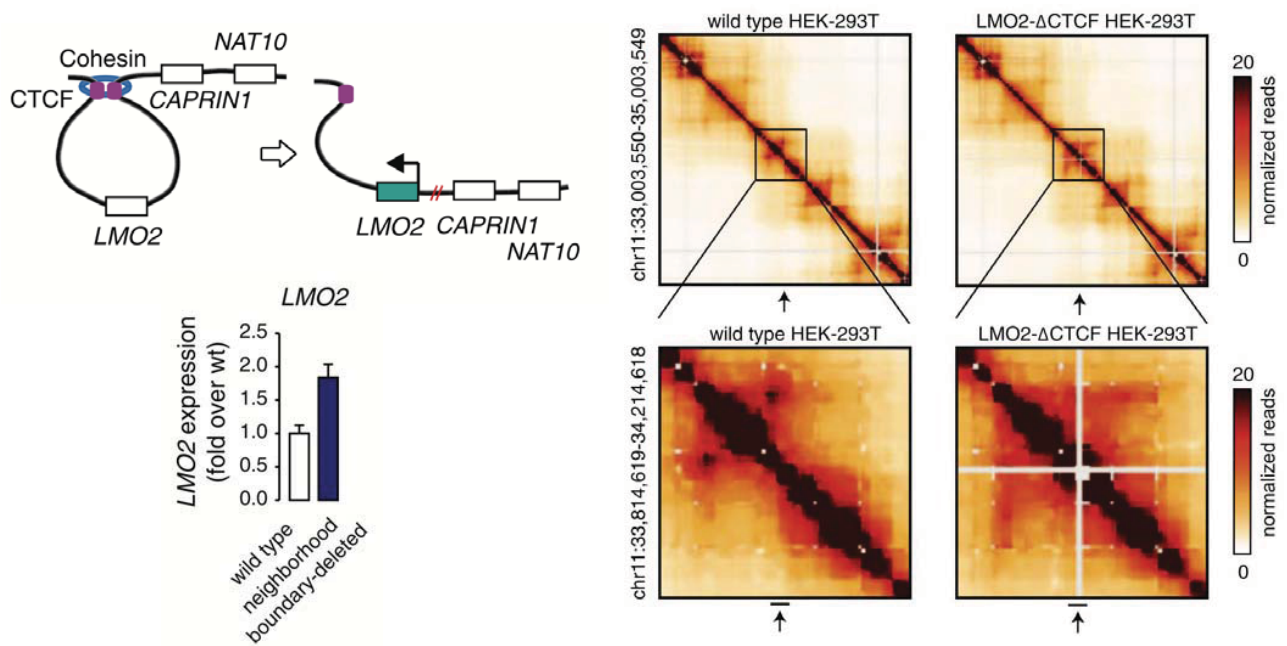 NAT10
Cohesin
CTCF
CAPRIN1
LMO2
LMO2
CAPRIN1
NAT10
LMO2
LMO2 expression
(fold over wt)
2.5
2.0
1.5
1.0
0.5
0.0
wild type
neighborhood
boundary-deleted
wild type HEK-293T
LMO2-ΔCTCF HEK-293T
chr11:33,003,550-35,003,549
20
normalized reads
0
wild type HEK-293T
LMO2-ΔCTCF HEK-293T
chr11:33,814,619-34,214,618
20
normalized reads
0